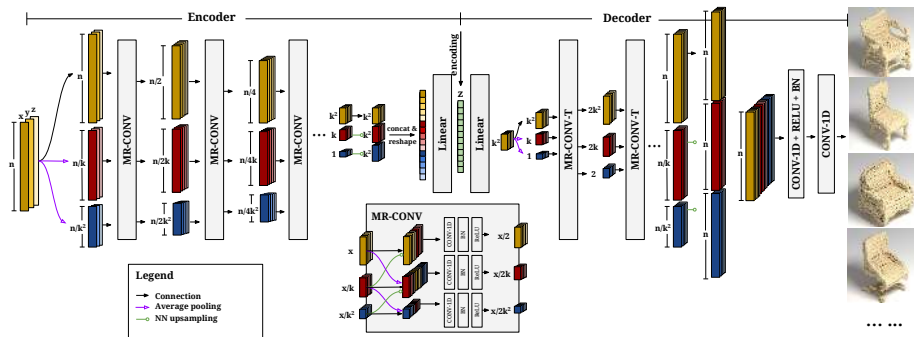 Encoder
Decoder
x y z
n
n
n/k
n/k²
MR-CONV
n/2
n/2k
n/2k²
MR-CONV
n/4
n/4k
n/4k²
MR-CONV
k²
k
1
k²
k
k²
concat &
reshape
Linear
encoding
z
Linear
k²
k²
k
1
MR-CONV-T
2k²
2k
2
MR-CONV-T
n
n/k
n/k²
n
n
n
n
CONV-1D + RELU + BN
CONV-1D
MR-CONV
x
x/k
x/k²
CONV-1D
BN
ReLU
x/2
CONV-1D
BN
ReLU
x/2k
CONV-1D
BN
ReLU
x/2k²
Legend
Connection
Average pooling
NN upsampling